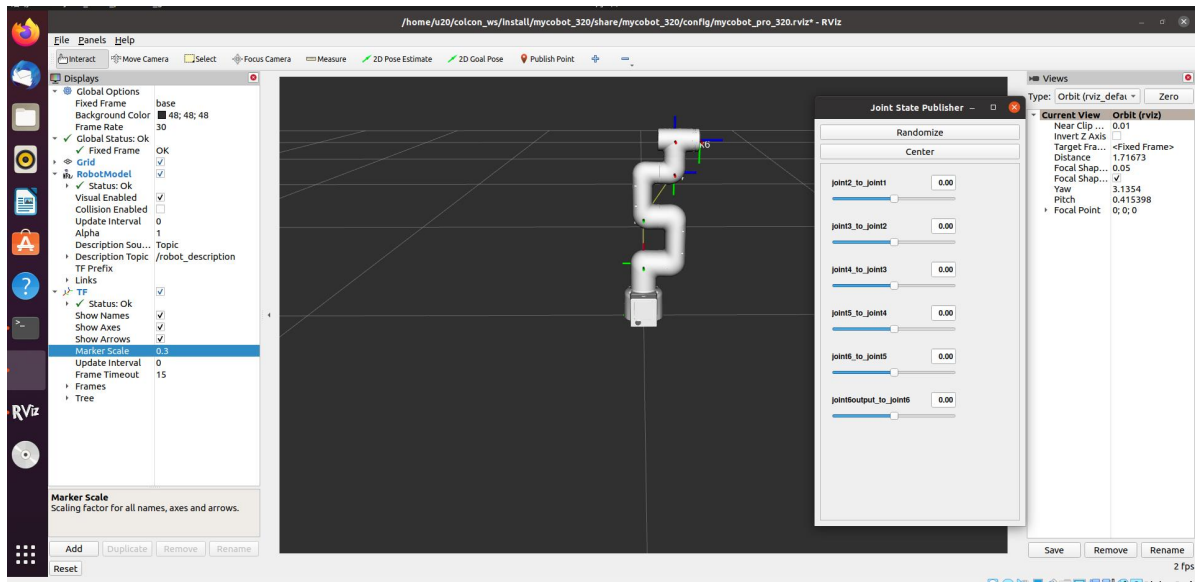 /home/u20/colcon_ws/install/mycobot_320/share/mycobot_320/config/mycobot_pro_320.rviz* - RViz
File Panels Help
Interact Move Camera Select Focus Camera Measure 2D Pose Estimate 2D Goal Pose Publish Point
Displays
Global Options
Fixed Frame base
Background Color 48; 48; 48
Frame Rate 30
Global Status: Ok
Fixed Frame OK
Grid
RobotModel
Status: Ok
Visual Enabled
Collision Enabled
Update Interval 0
Alpha 1
Description Sou... Topic
Description Topic /robot_description
TF Prefix
Links
TF
Status: Ok
Show Names
Show Axes
Show Arrows
Marker Scale 0.3
Update Interval 0
Frame Timeout 15
Frames
Tree
Marker Scale
Scaling factor for all names, axes and arrows.
Add Duplicate Remove Rename
Reset
RViz
k6
Joint State Publisher
Randomize
Center
joint2_to_joint1 0.00
joint3_to_joint2 0.00
joint4_to_joint3 0.00
joint5_to_joint4 0.00
joint6_to_joint5 0.00
joint6output_to_joint6 0.00
Views
Type: Orbit (rviz_defau Zero
Current View Orbit (rviz)
Near Clip ... 0.01
Invert Z Axis
Target Fra... <Fixed Frame>
Distance 1.71673
Focal Shap... 0.05
Focal Shap...
Yaw 3.1354
Pitch 0.415398
Focal Point 0; 0; 0
Save Remove Rename
2 fps